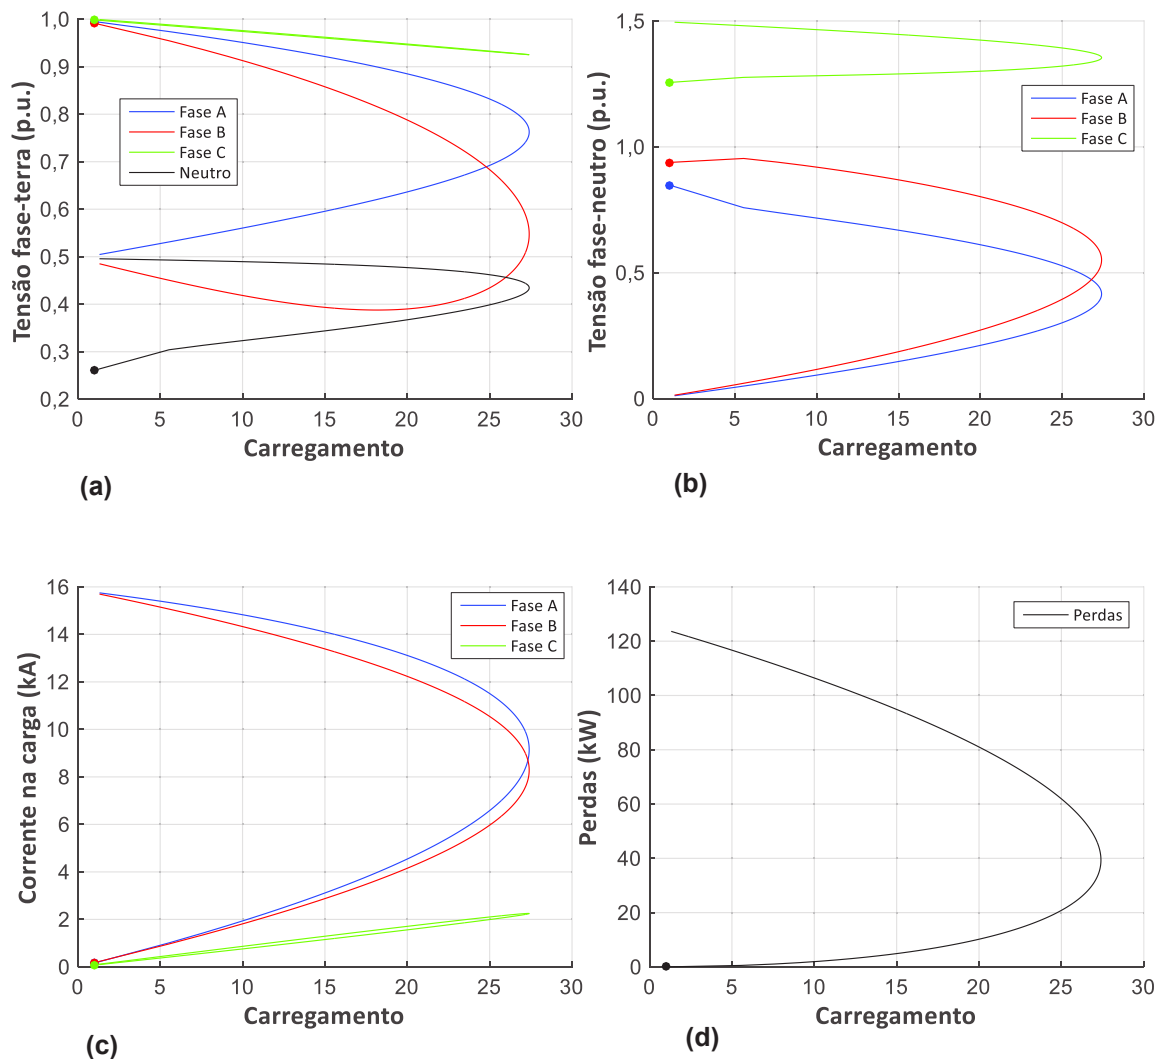 1,0
0,9
0,8
0,7
0,6
0,5
0,4
0,3
0,2
0
5
10
15
20
25
30
Tensão fase-terra (p.u.)
Carregamento
Fase A
Fase B
Fase C
Neutro
(a)
1,5
1,0
0,5
0
0
5
10
15
20
25
30
Tensão fase-neutro (p.u.)
Carregamento
Fase A
Fase B
Fase C
(b)
16
14
12
10
8
6
4
2
0
0
5
10
15
20
25
30
Corrente na carga (kA)
Carregamento
Fase A
Fase B
Fase C
(c)
140
120
100
80
60
40
20
0
0
5
10
15
20
25
30
Perdas (kW)
Carregamento
Perdas
(d)